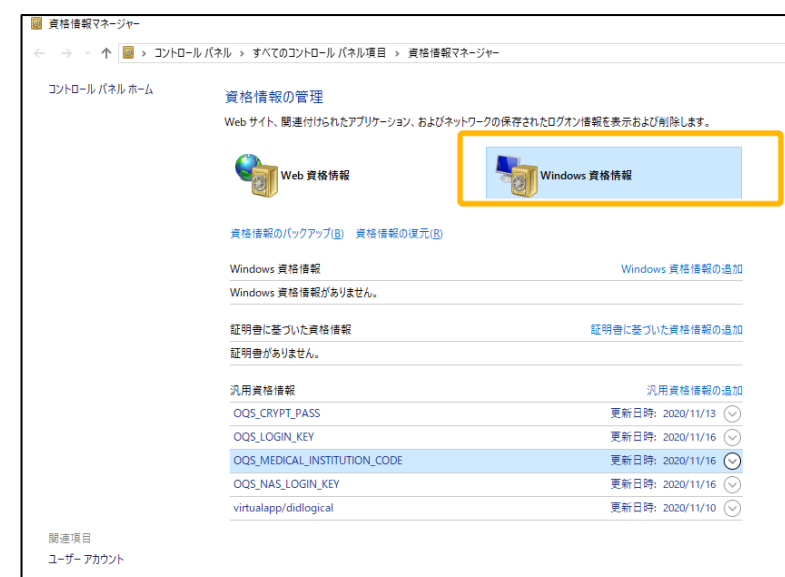 資格情報マネージャー
コントロール パネル › すべてのコントロール パネル項目 › 資格情報マネージャー
コントロール パネル ホーム
資格情報の管理
Web サイト、関連付けられたアプリケーション、およびネットワークの保存されたログオン情報を表示および削除します。
Web 資格情報
Windows 資格情報
資格情報のバックアップ(B) 資格情報の復元(R)
Windows 資格情報 Windows 資格情報の追加
Windows 資格情報がありません。
証明書に基づいた資格情報 証明書に基づいた資格情報の追加
証明書がありません。
汎用資格情報 汎用資格情報の追加
OQS_CRYPT_PASS 更新日時: 2020/11/13
OQS_LOGIN_KEY 更新日時: 2020/11/16
OQS_MEDICAL_INSTITUTION_CODE 更新日時: 2020/11/16
OQS_NAS_LOGIN_KEY 更新日時: 2020/11/16
virtualapp/didlogical 更新日時: 2020/11/10
関連項目
ユーザー アカウント